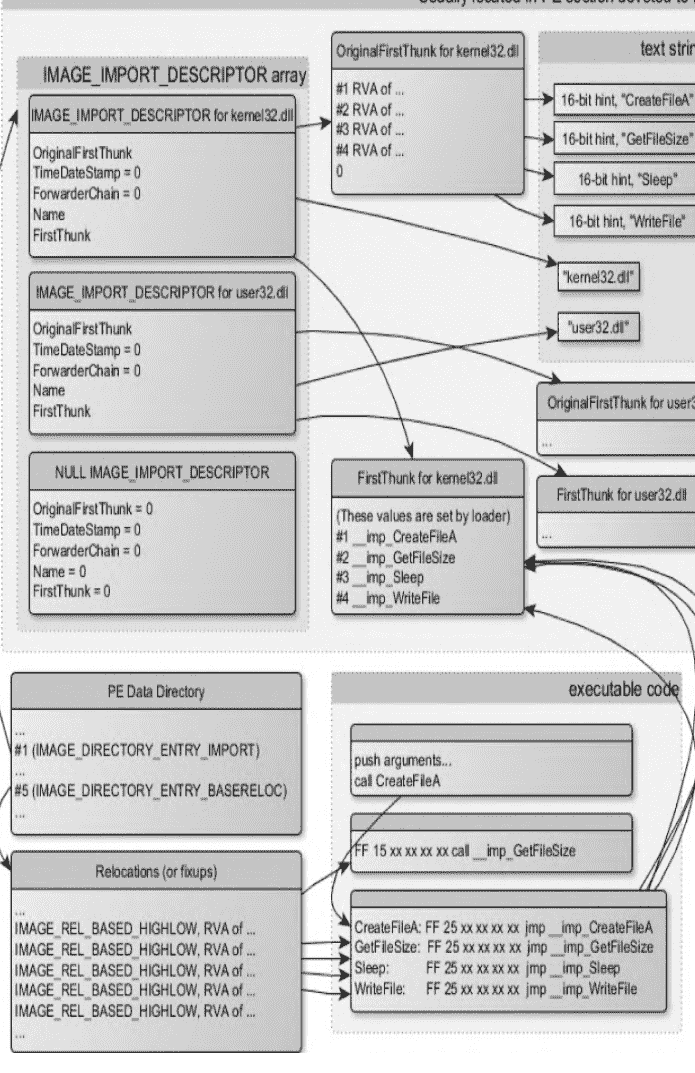 IMAGE_IMPORT_DESCRIPTOR array
IMAGE_IMPORT_DESCRIPTOR for kernel32.dll
OriginalFirstThunk
TimeDateStamp = 0
ForwarderChain = 0
Name
FirstThunk
IMAGE_IMPORT_DESCRIPTOR for user32.dll
OriginalFirstThunk
TimeDateStamp = 0
ForwarderChain = 0
Name
FirstThunk
NULL IMAGE_IMPORT_DESCRIPTOR
OriginalFirstThunk = 0
TimeDateStamp = 0
ForwarderChain = 0
Name = 0
FirstThunk = 0
OriginalFirstThunk for kernel32.dll
#1 RVA of ...
#2 RVA of ...
#3 RVA of ...
#4 RVA of ...
0
text strin
16-bit hint, "CreateFileA"
16-bit hint, "GetFileSize"
16-bit hint, "Sleep"
16-bit hint, "WriteFile"
"kernel32.dll"
"user32.dll"
OriginalFirstThunk for user3
...
FirstThunk for user32.dll
...
FirstThunk for kernel32.dll
(These values are set by loader)
#1 __imp_CreateFileA
#2 __imp_GetFileSize
#3 __imp_Sleep
#4 __imp_WriteFile
PE Data Directory
...
#1 (IMAGE_DIRECTORY_ENTRY_IMPORT)
...
#5 (IMAGE_DIRECTORY_ENTRY_BASERELOC)
...
Relocations (or fixups)
...
IMAGE_REL_BASED_HIGHLOW, RVA of ...
IMAGE_REL_BASED_HIGHLOW, RVA of ...
IMAGE_REL_BASED_HIGHLOW, RVA of ...
IMAGE_REL_BASED_HIGHLOW, RVA of ...
IMAGE_REL_BASED_HIGHLOW, RVA of ...
...
executable code
push arguments...
call CreateFileA
FF 15 xx xx xx xx call __imp_GetFileSize
CreateFileA: FF 25 xx xx xx xx jmp __imp_CreateFileA
GetFileSize: FF 25 xx xx xx xx jmp __imp_GetFileSize
Sleep: FF 25 xx xx xx xx jmp __imp_Sleep
WriteFile: FF 25 xx xx xx xx jmp __imp_WriteFile